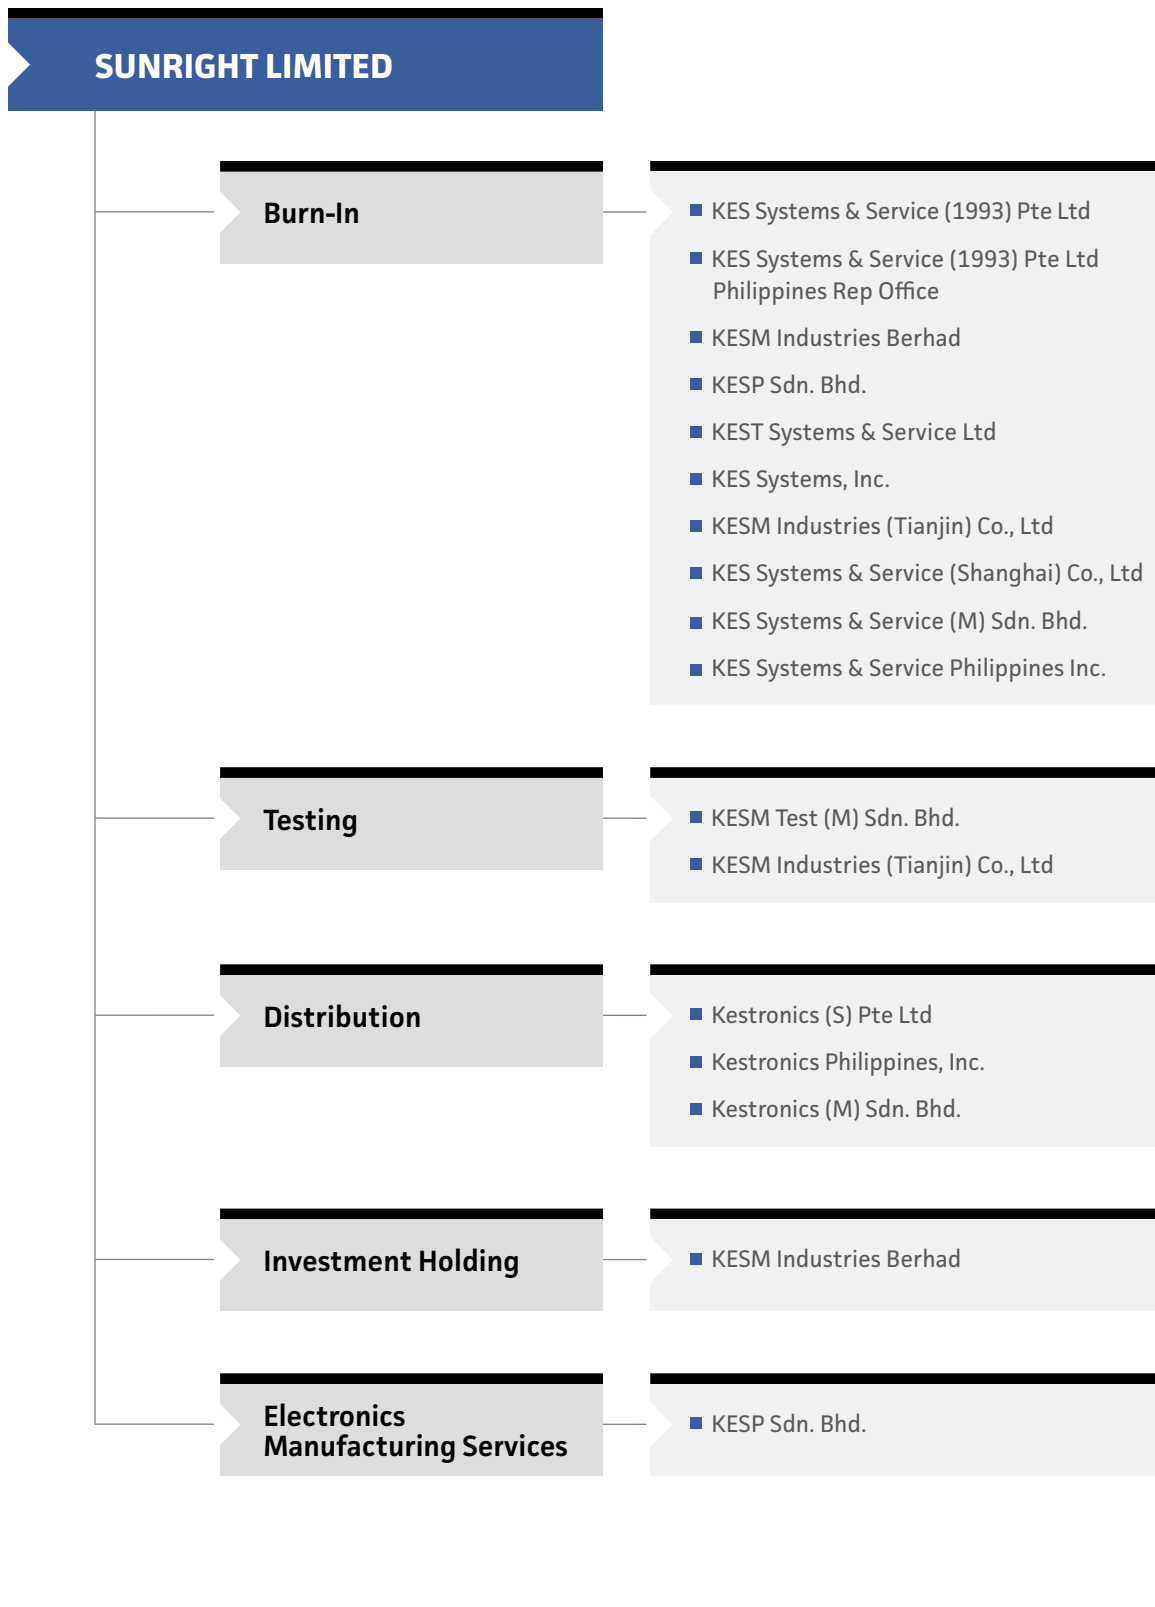 SUNRIGHT LIMITED
Burn-In
KES Systems & Service (1993) Pte Ltd
KES Systems & Service (1993) Pte Ltd
Philippines Rep Office
KESM Industries Berhad
KESP Sdn. Bhd.
KEST Systems & Service Ltd
KES Systems, Inc.
KESM Industries (Tianjin) Co., Ltd
KES Systems & Service (Shanghai) Co., Ltd
KES Systems & Service (M) Sdn. Bhd.
KES Systems & Service Philippines Inc.
Testing
KESM Test (M) Sdn. Bhd.
KESM Industries (Tianjin) Co., Ltd
Distribution
Kestronics (S) Pte Ltd
Kestronics Philippines, Inc.
Kestronics (M) Sdn. Bhd.
Investment Holding
KESM Industries Berhad
Electronics
Manufacturing Services
KESP Sdn. Bhd.